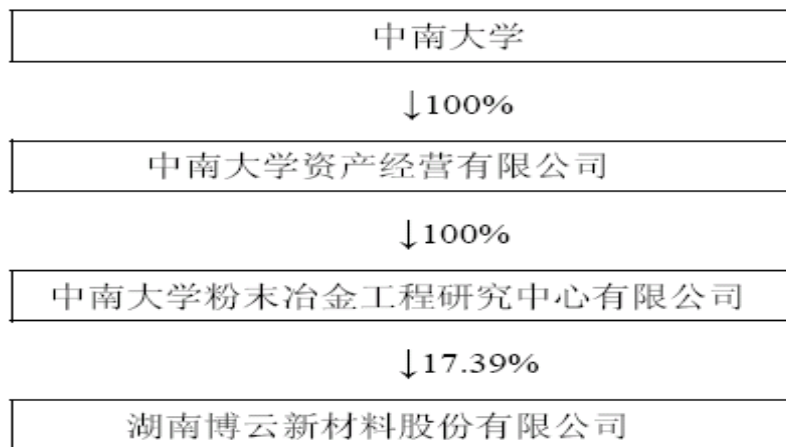 中南大学
↓100%
中南大学资产经营有限公司
↓100%
中南大学粉末冶金工程研究中心有限公司
↓17.39%
湖南博云新材料股份有限公司